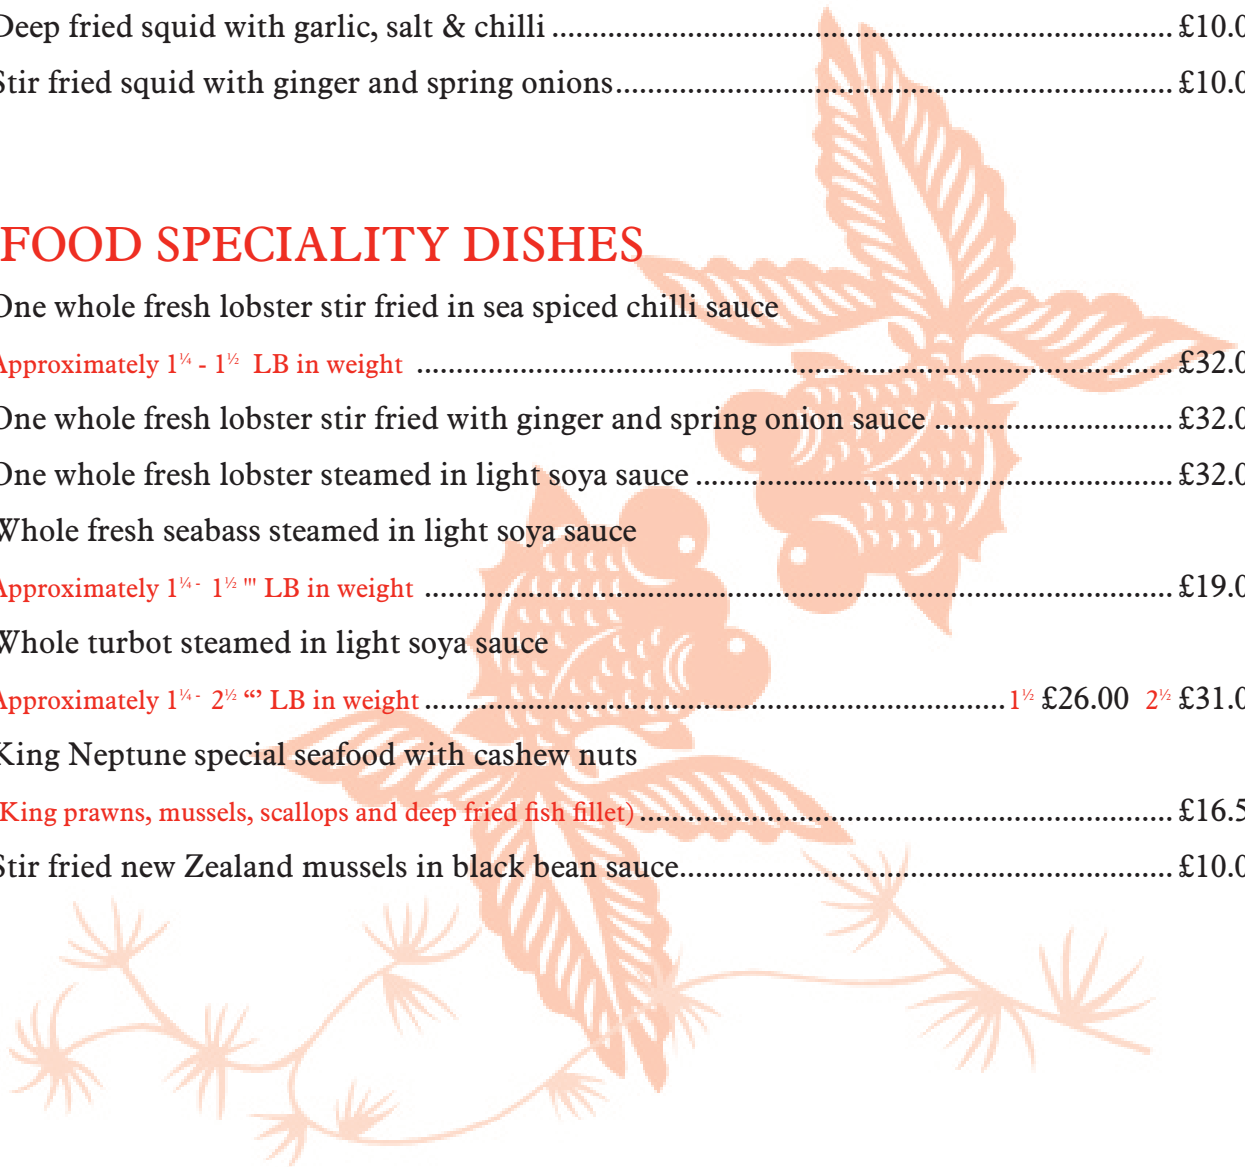 Deep fried squid with garlic, salt & chilli ............................................................................. £10.0
Stir fried squid with ginger and spring onions..................................................................... £10.0
FOOD SPECIALITY DISHES
One whole fresh lobster stir fried in sea spiced chilli sauce
Approximately 1¼ - 1½ LB in weight .............................................................................................. £32.0
One whole fresh lobster stir fried with ginger and spring onion sauce ............................. £32.0
One whole fresh lobster steamed in light soya sauce ........................................................... £32.0
Whole fresh seabass steamed in light soya sauce
Approximately 1¼ - 1½ ''' LB in weight ............................................................................................. £19.0
Whole turbot steamed in light soya sauce
Approximately 1¼ - 2½ “’ LB in weight........................................................................1½ £26.00 2½ £31.0
King Neptune special seafood with cashew nuts
King prawns, mussels, scallops and deep fried fish fillet).................................................................. £16.5
Stir fried new Zealand mussels in black bean sauce............................................................. £10.0